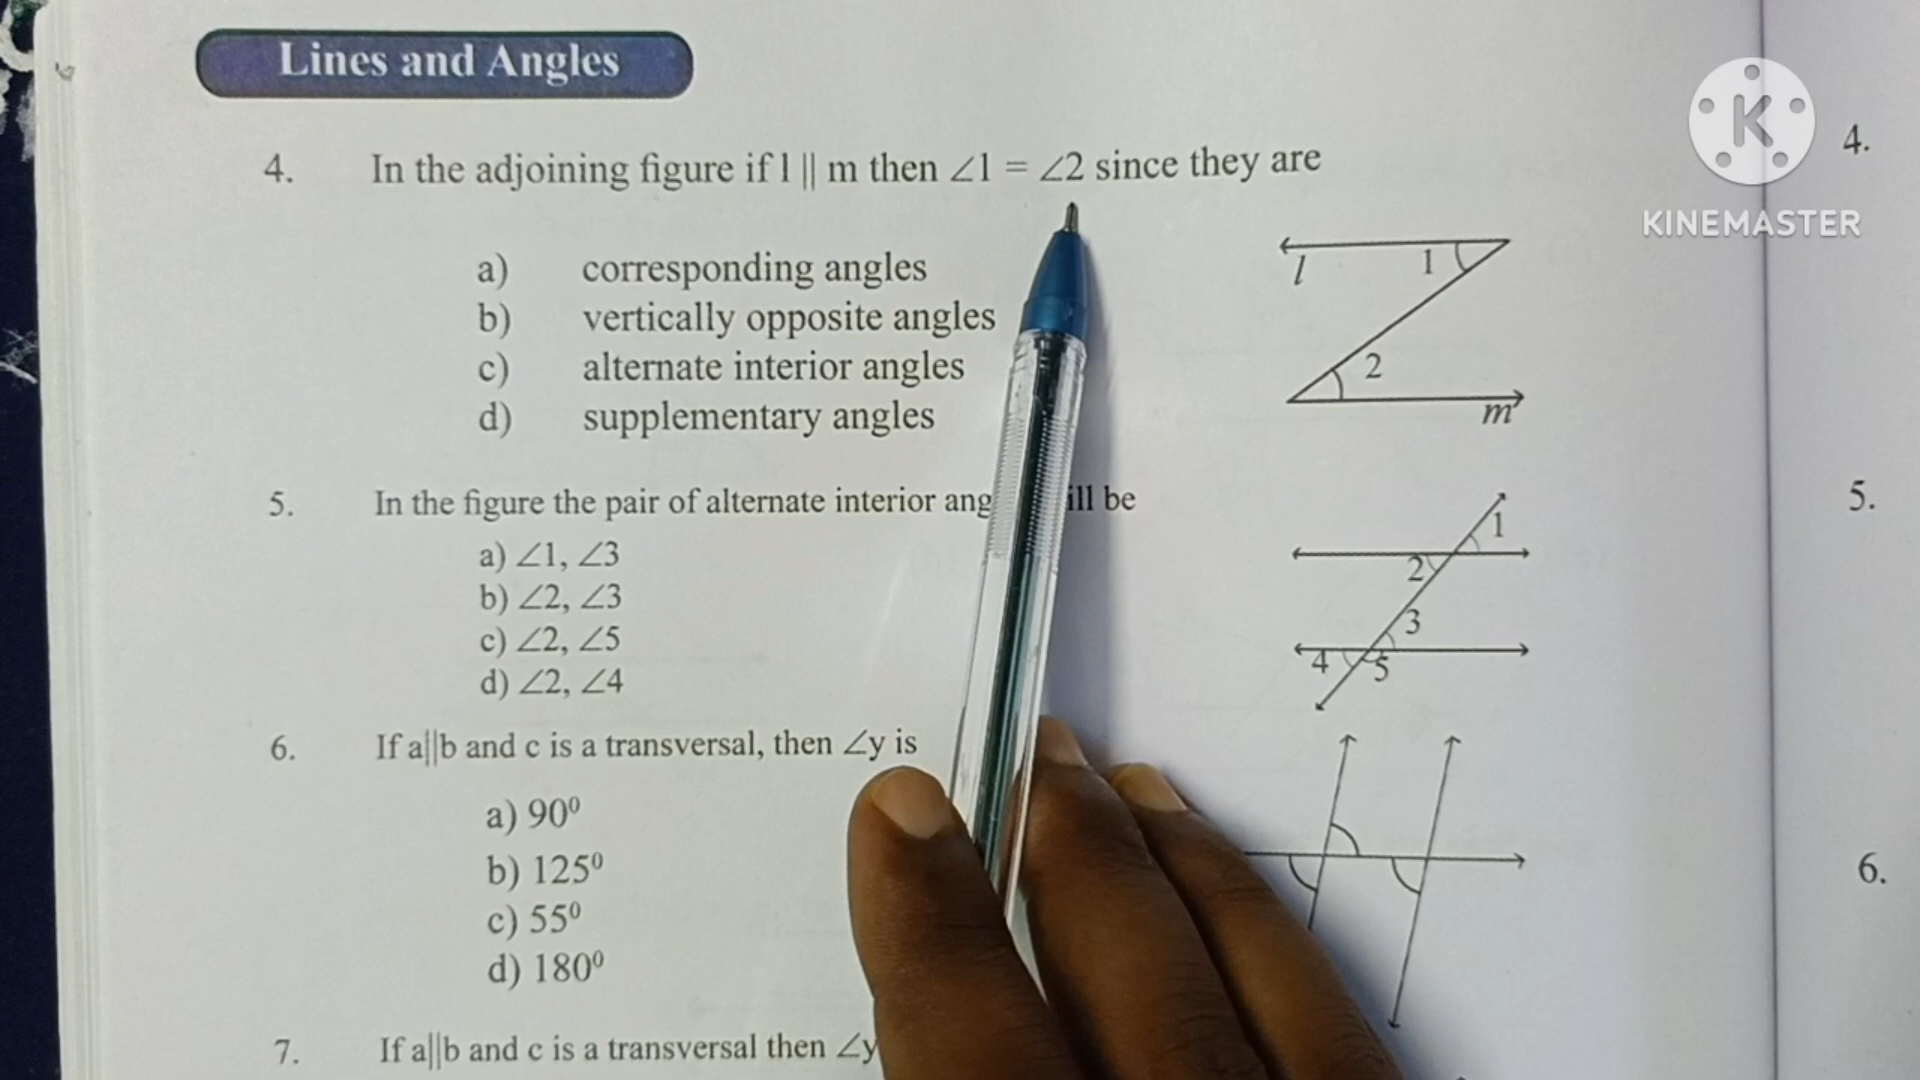 Lines and Angles
K
KINEMASTER
4. In the adjoining figure if l || m then ∠1 = ∠2 since they are
a) corresponding angles
b) vertically opposite angles
c) alternate interior angles
d) supplementary angles
l
1
2
m
5. In the figure the pair of alternate interior ang ill be
a) ∠1, ∠3
b) ∠2, ∠3
c) ∠2, ∠5
d) ∠2, ∠4
1
2
3
4
5
6. If a||b and c is a transversal, then ∠y is
a) 90⁰
b) 125⁰
c) 55⁰
d) 180⁰
7. If a||b and c is a transversal then ∠y
4.
5.
6.